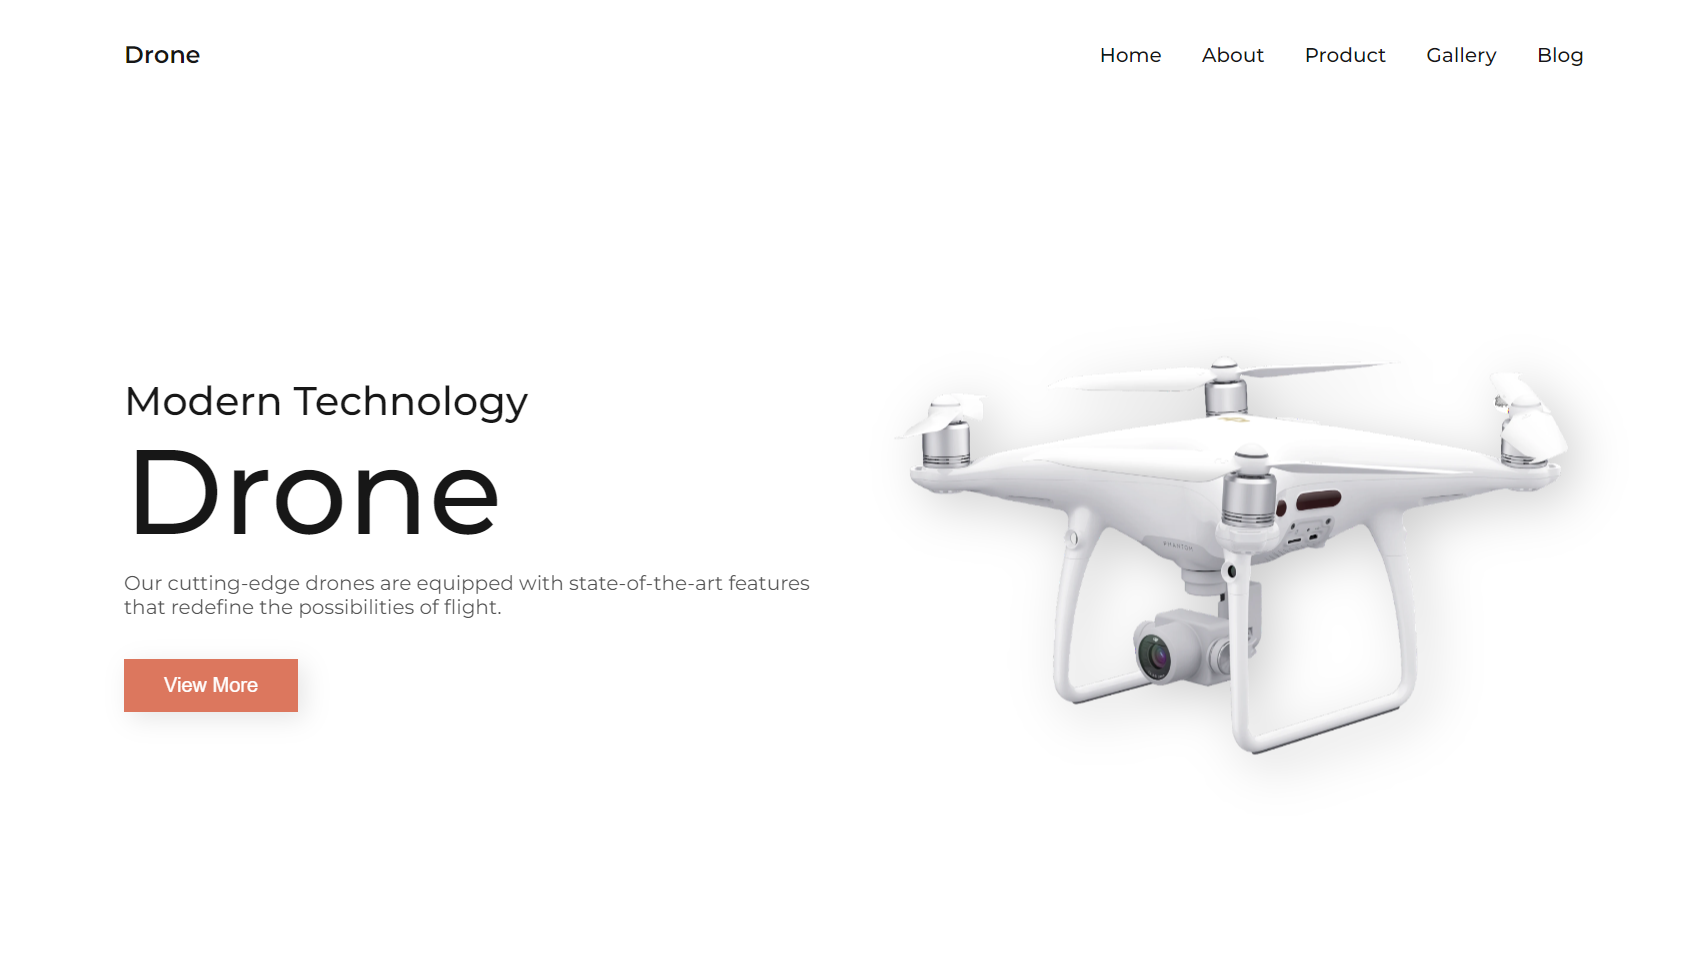 Drone
Home About Product Gallery Blog
Modern Technology
Drone
Our cutting-edge drones are equipped with state-of-the-art features
that redefine the possibilities of flight.
View More
PHANTOM